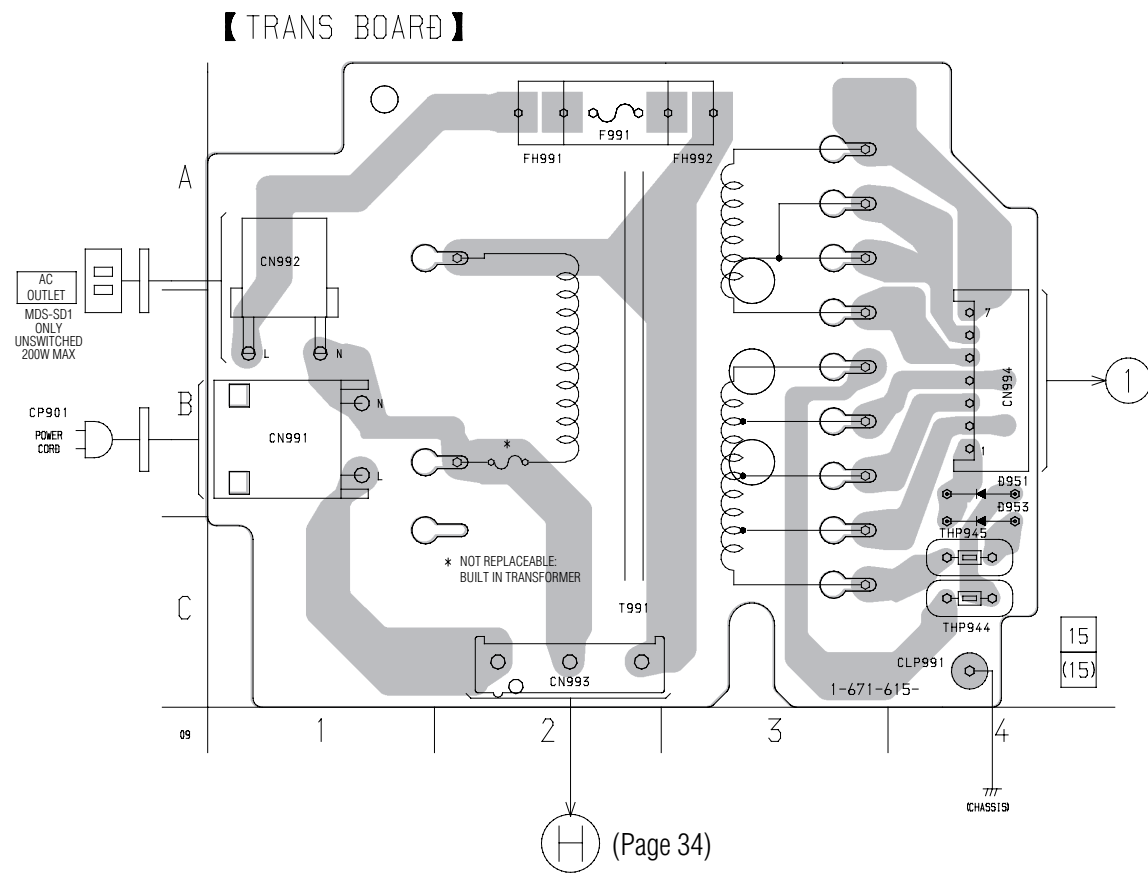 【TRANS BOARD】
F991
FH991
FH992
A
CN992
AC
OUTLET
MDS-SD1
ONLY
UNSWITCHED
200W MAX
L
N
7
CN994
1
1
B
CP901
POWER
CORD
CN991
N
L
*
D951
D953
THP945
* NOT REPLACEABLE:
BUILT IN TRANSFORMER
C
T991
THP944
15
(15)
CLP991
CN993
1-671-615-
09
1
2
3
4
(CHASSIS)
H (Page 34)